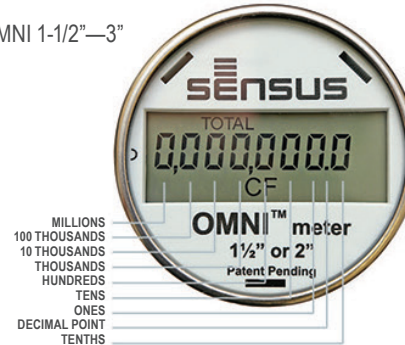 MNI 1-1/2"—3"
sensus
TOTAL
0,000,000.0
CF
OMNI™ meter
1½" or 2"
Patent Pending
MILLIONS
100 THOUSANDS
10 THOUSANDS
THOUSANDS
HUNDREDS
TENS
ONES
DECIMAL POINT
TENTHS